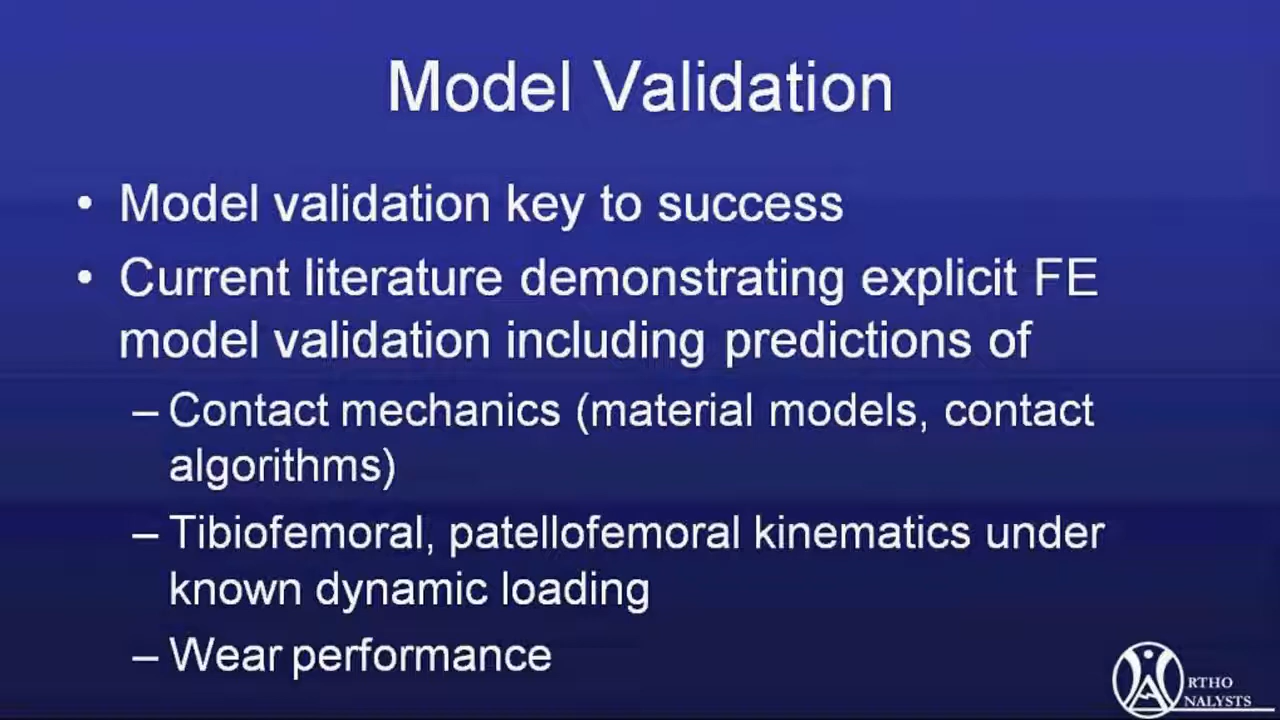 Model Validation
• Model validation key to success
• Current literature demonstrating explicit FE
model validation including predictions of
– Contact mechanics (material models, contact
algorithms)
– Tibiofemoral, patellofemoral kinematics under
known dynamic loading
– Wear performance
RTHO
NALYSTS